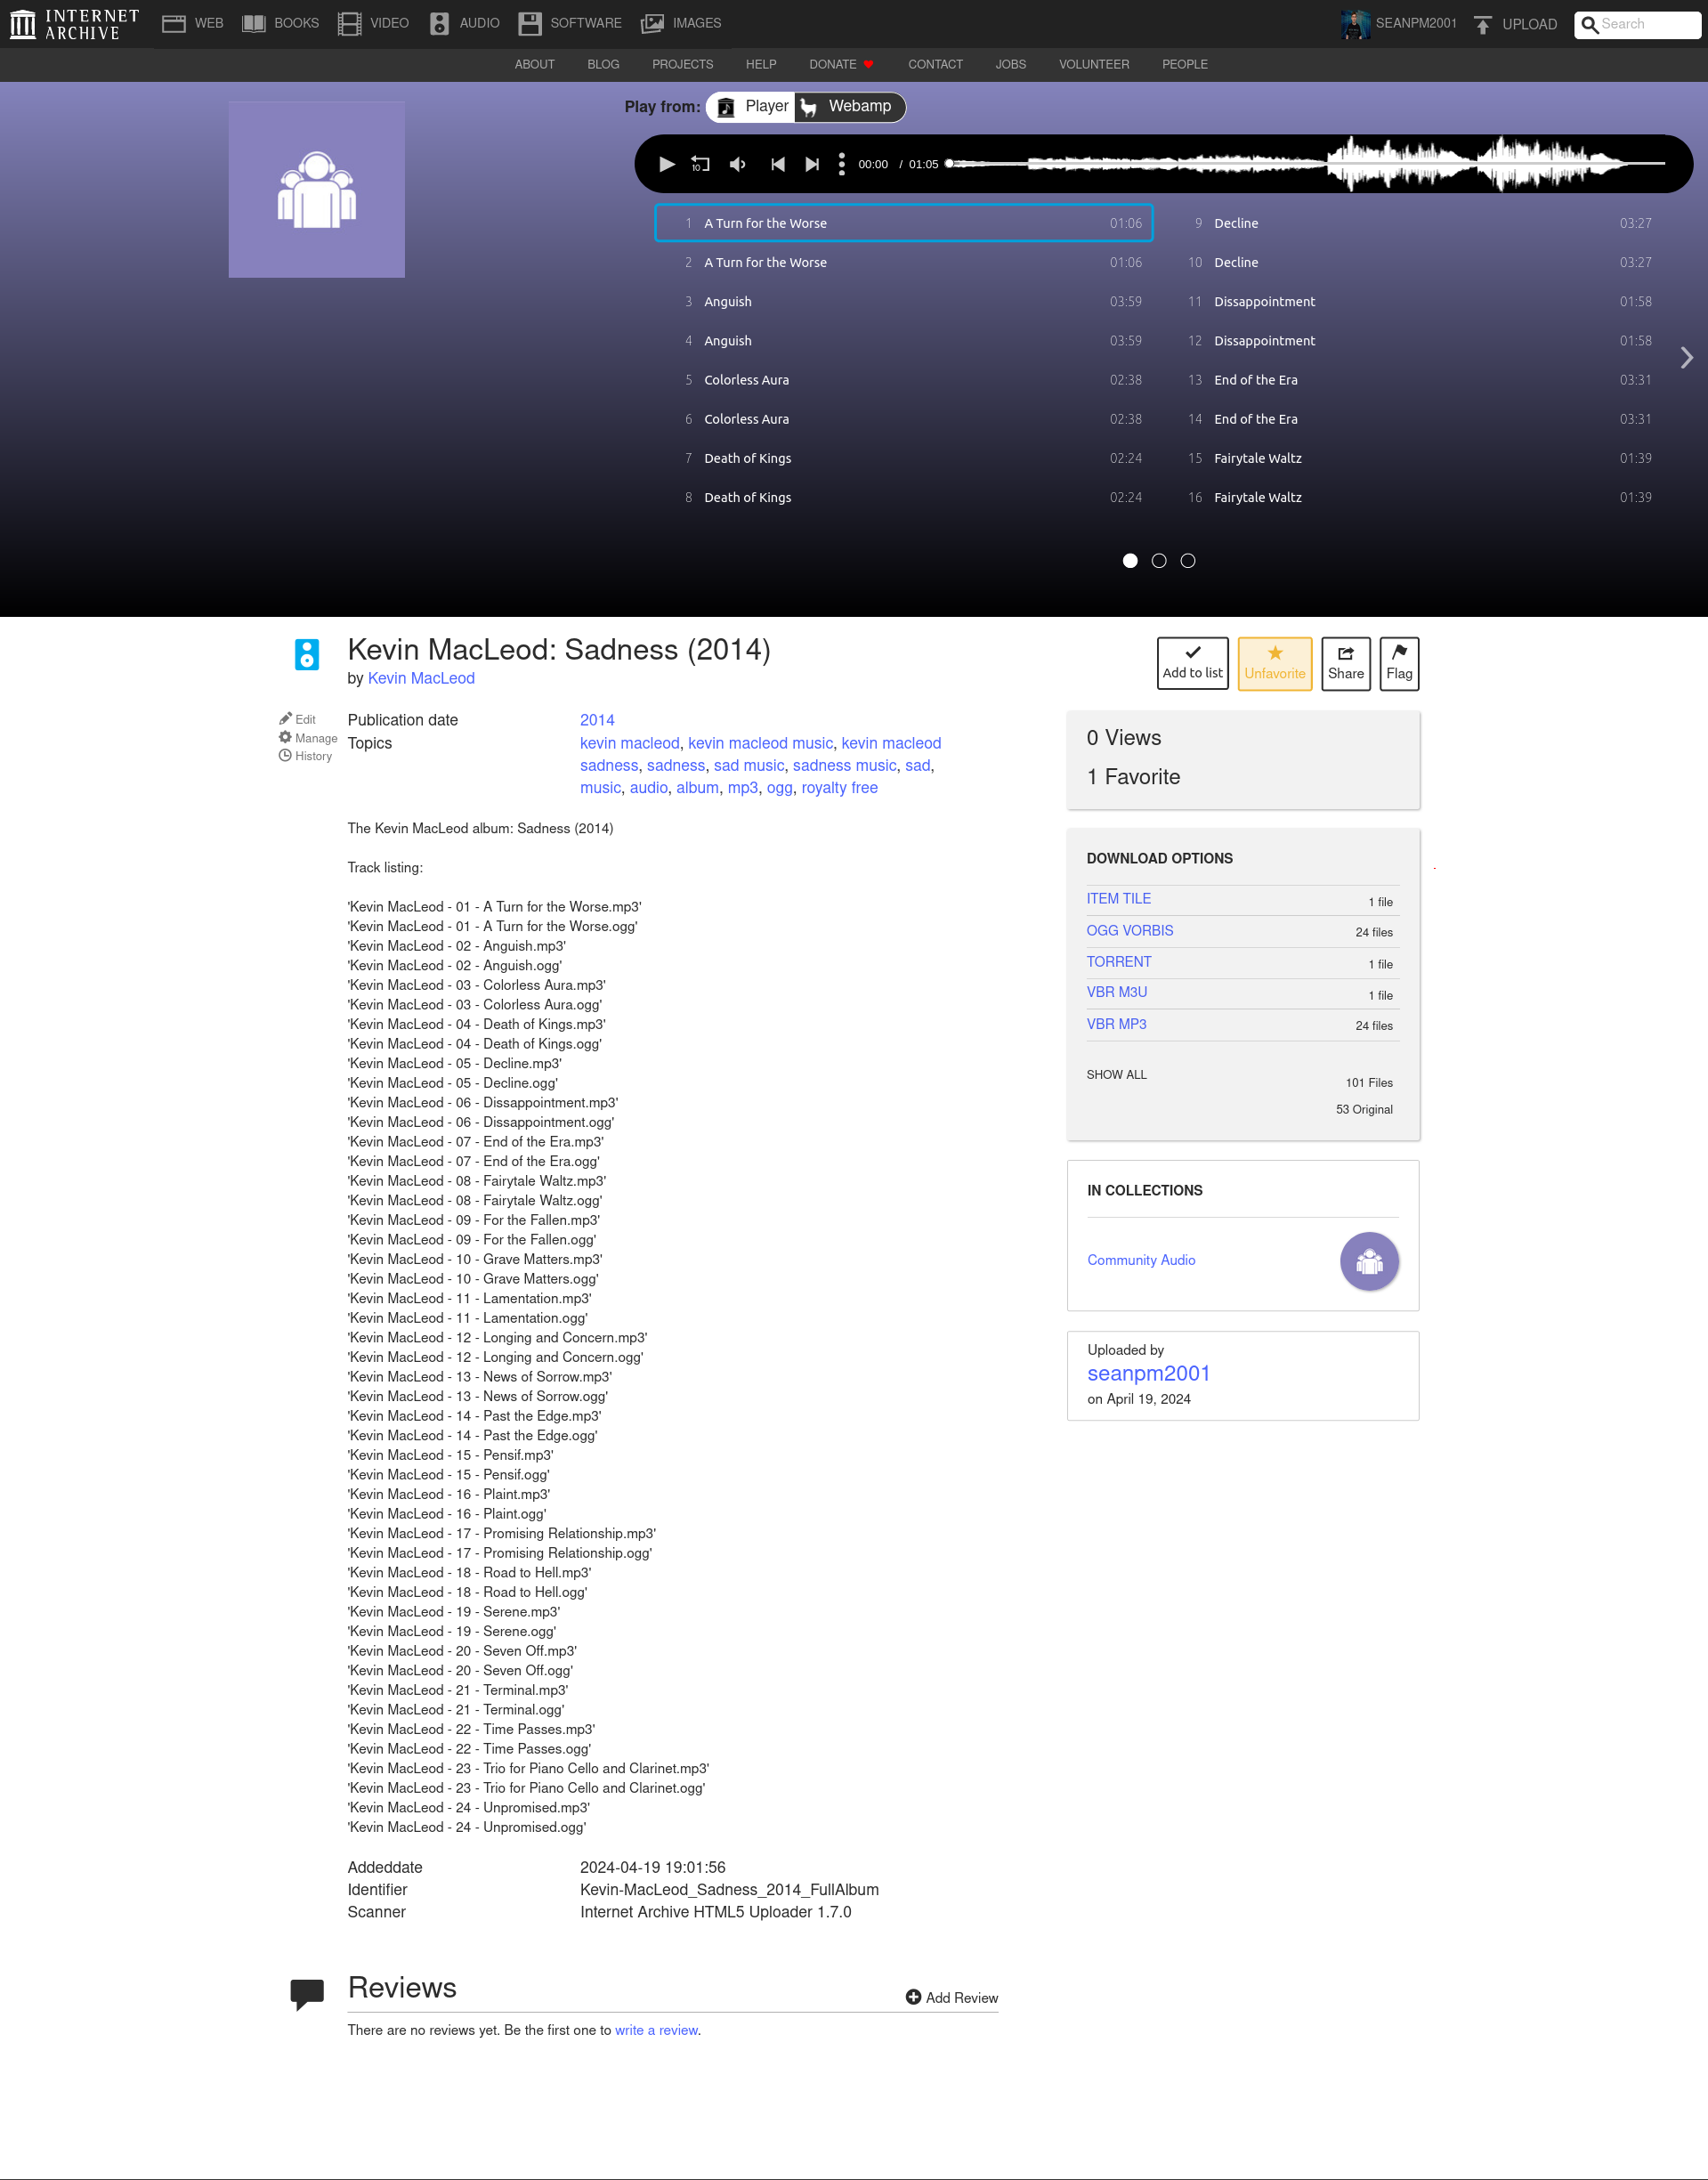 INTERNET ARCHIVE
WEB BOOKS VIDEO AUDIO SOFTWARE IMAGES
SEANPM2001 UPLOAD Search
ABOUT BLOG PROJECTS HELP DONATE CONTACT JOBS VOLUNTEER PEOPLE
Play from: Player Webamp
10 00:00 / 01:05
1 A Turn for the Worse 01:06
2 A Turn for the Worse 01:06
3 Anguish 03:59
4 Anguish 03:59
5 Colorless Aura 02:38
6 Colorless Aura 02:38
7 Death of Kings 02:24
8 Death of Kings 02:24
9 Decline 03:27
10 Decline 03:27
11 Dissappointment 01:58
12 Dissappointment 01:58
13 End of the Era 03:31
14 End of the Era 03:31
15 Fairytale Waltz 01:39
16 Fairytale Waltz 01:39
Kevin MacLeod: Sadness (2014)
by Kevin MacLeod
Add to list
Unfavorite
Share
Flag
Edit
Manage
History
Publication date 2014
Topics kevin macleod, kevin macleod music, kevin macleod
sadness, sadness, sad music, sadness music, sad,
music, audio, album, mp3, ogg, royalty free
The Kevin MacLeod album: Sadness (2014)
Track listing:
'Kevin MacLeod - 01 - A Turn for the Worse.mp3'
'Kevin MacLeod - 01 - A Turn for the Worse.ogg'
'Kevin MacLeod - 02 - Anguish.mp3'
'Kevin MacLeod - 02 - Anguish.ogg'
'Kevin MacLeod - 03 - Colorless Aura.mp3'
'Kevin MacLeod - 03 - Colorless Aura.ogg'
'Kevin MacLeod - 04 - Death of Kings.mp3'
'Kevin MacLeod - 04 - Death of Kings.ogg'
'Kevin MacLeod - 05 - Decline.mp3'
'Kevin MacLeod - 05 - Decline.ogg'
'Kevin MacLeod - 06 - Dissappointment.mp3'
'Kevin MacLeod - 06 - Dissappointment.ogg'
'Kevin MacLeod - 07 - End of the Era.mp3'
'Kevin MacLeod - 07 - End of the Era.ogg'
'Kevin MacLeod - 08 - Fairytale Waltz.mp3'
'Kevin MacLeod - 08 - Fairytale Waltz.ogg'
'Kevin MacLeod - 09 - For the Fallen.mp3'
'Kevin MacLeod - 09 - For the Fallen.ogg'
'Kevin MacLeod - 10 - Grave Matters.mp3'
'Kevin MacLeod - 10 - Grave Matters.ogg'
'Kevin MacLeod - 11 - Lamentation.mp3'
'Kevin MacLeod - 11 - Lamentation.ogg'
'Kevin MacLeod - 12 - Longing and Concern.mp3'
'Kevin MacLeod - 12 - Longing and Concern.ogg'
'Kevin MacLeod - 13 - News of Sorrow.mp3'
'Kevin MacLeod - 13 - News of Sorrow.ogg'
'Kevin MacLeod - 14 - Past the Edge.mp3'
'Kevin MacLeod - 14 - Past the Edge.ogg'
'Kevin MacLeod - 15 - Pensif.mp3'
'Kevin MacLeod - 15 - Pensif.ogg'
'Kevin MacLeod - 16 - Plaint.mp3'
'Kevin MacLeod - 16 - Plaint.ogg'
'Kevin MacLeod - 17 - Promising Relationship.mp3'
'Kevin MacLeod - 17 - Promising Relationship.ogg'
'Kevin MacLeod - 18 - Road to Hell.mp3'
'Kevin MacLeod - 18 - Road to Hell.ogg'
'Kevin MacLeod - 19 - Serene.mp3'
'Kevin MacLeod - 19 - Serene.ogg'
'Kevin MacLeod - 20 - Seven Off.mp3'
'Kevin MacLeod - 20 - Seven Off.ogg'
'Kevin MacLeod - 21 - Terminal.mp3'
'Kevin MacLeod - 21 - Terminal.ogg'
'Kevin MacLeod - 22 - Time Passes.mp3'
'Kevin MacLeod - 22 - Time Passes.ogg'
'Kevin MacLeod - 23 - Trio for Piano Cello and Clarinet.mp3'
'Kevin MacLeod - 23 - Trio for Piano Cello and Clarinet.ogg'
'Kevin MacLeod - 24 - Unpromised.mp3'
'Kevin MacLeod - 24 - Unpromised.ogg'
Addeddate 2024-04-19 19:01:56
Identifier Kevin-MacLeod_Sadness_2014_FullAlbum
Scanner Internet Archive HTML5 Uploader 1.7.0
0 Views
1 Favorite
DOWNLOAD OPTIONS
ITEM TILE 1 file
OGG VORBIS 24 files
TORRENT 1 file
VBR M3U 1 file
VBR MP3 24 files
SHOW ALL 101 Files
53 Original
IN COLLECTIONS
Community Audio
Uploaded by
seanpm2001
on April 19, 2024
Reviews
Add Review
There are no reviews yet. Be the first one to write a review.